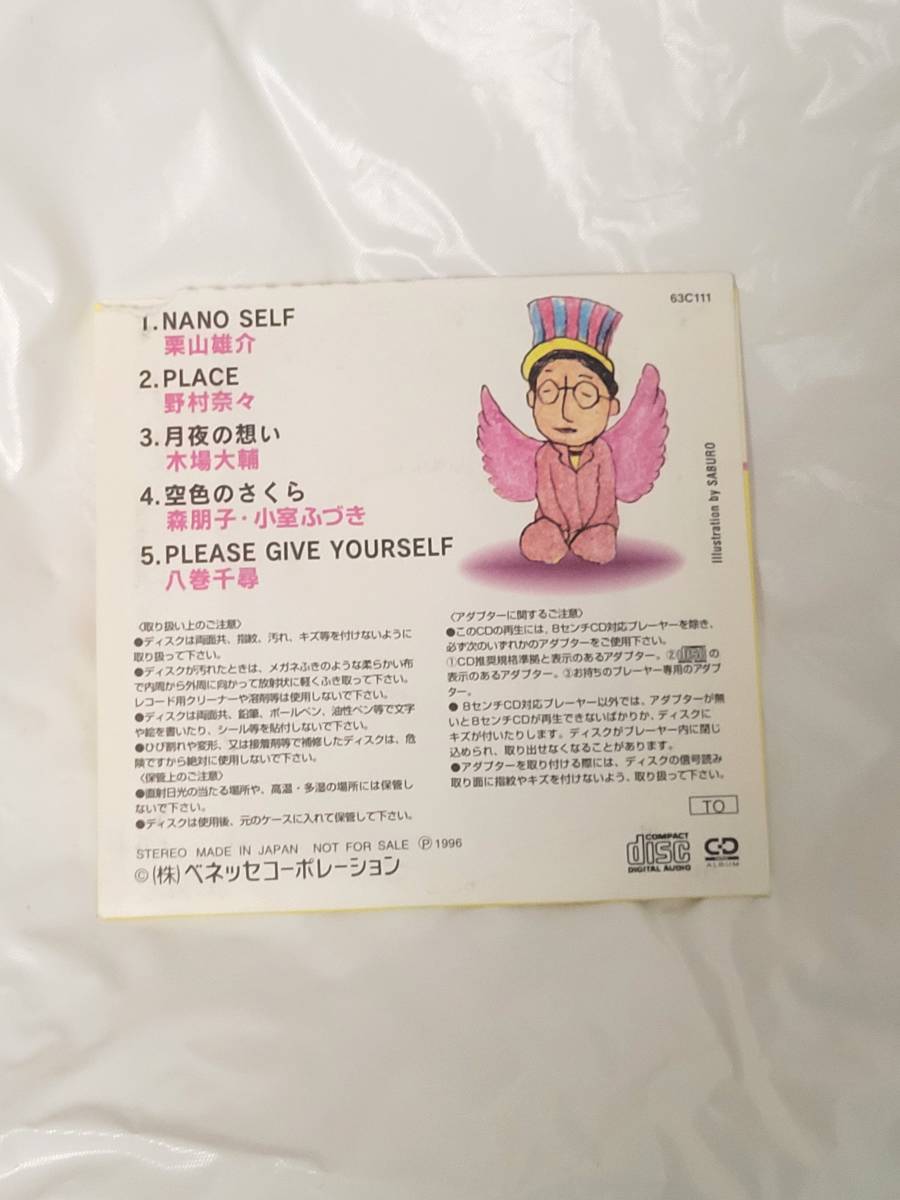 63C111
1. NANO SELF
栗山雄介
2. PLACE
野村奈々
3. 月夜の想い
木場大輔
4. 空色のさくら
森朋子・小室ふづき
5. PLEASE GIVE YOURSELF
八巻千尋
Illustration by SABURO
〈取り扱い上のご注意〉
●ディスクは両面共、指紋、汚れ、キズ等を付けないように
取り扱って下さい。
●ディスクが汚れたときは、メガネふきのような柔らかい布
で内周から外周に向かって放射状に軽くふき取って下さい。
レコード用クリーナーや溶剤等は使用しないで下さい。
●ディスクは両面共、鉛筆、ボールペン、油性ペン等で文字
や絵を書いたり、シール等を貼付しないで下さい。
●ひび割れや変形、又は接着剤等で補修したディスクは、危
険ですから絶対に使用しないで下さい。
〈保管上のご注意〉
●直射日光の当たる場所や、高温・多湿の場所には保管し
ないで下さい。
●ディスクは使用後、元のケースに入れて保管して下さい。
〈アダプターに関するご注意〉
●このCDの再生には、8センチCD対応プレーヤーを除き、
必ず次のいずれかのアダプターをご使用下さい。
①CD推奨規格準拠と表示のあるアダプター。②の
表示のあるアダプター。③お持ちのプレーヤー専用のアダプ
ター。
●8センチCD対応プレーヤー以外では、アダプターが無
いと8センチCDが再生できないばかりか、ディスクに
キズが付いたりします。ディスクがプレーヤー内に閉じ
込められ、取り出せなくなることがあります。
●アダプターを取り付ける際には、ディスクの信号読み
取り面に指紋やキズを付けないよう、取り扱って下さい。
TO
STEREO MADE IN JAPAN NOT FOR SALE Ⓟ1996
©(株)ベネッセコーポレーション
COMPACT
disc
DIGITAL AUDIO
CD
ALBUM